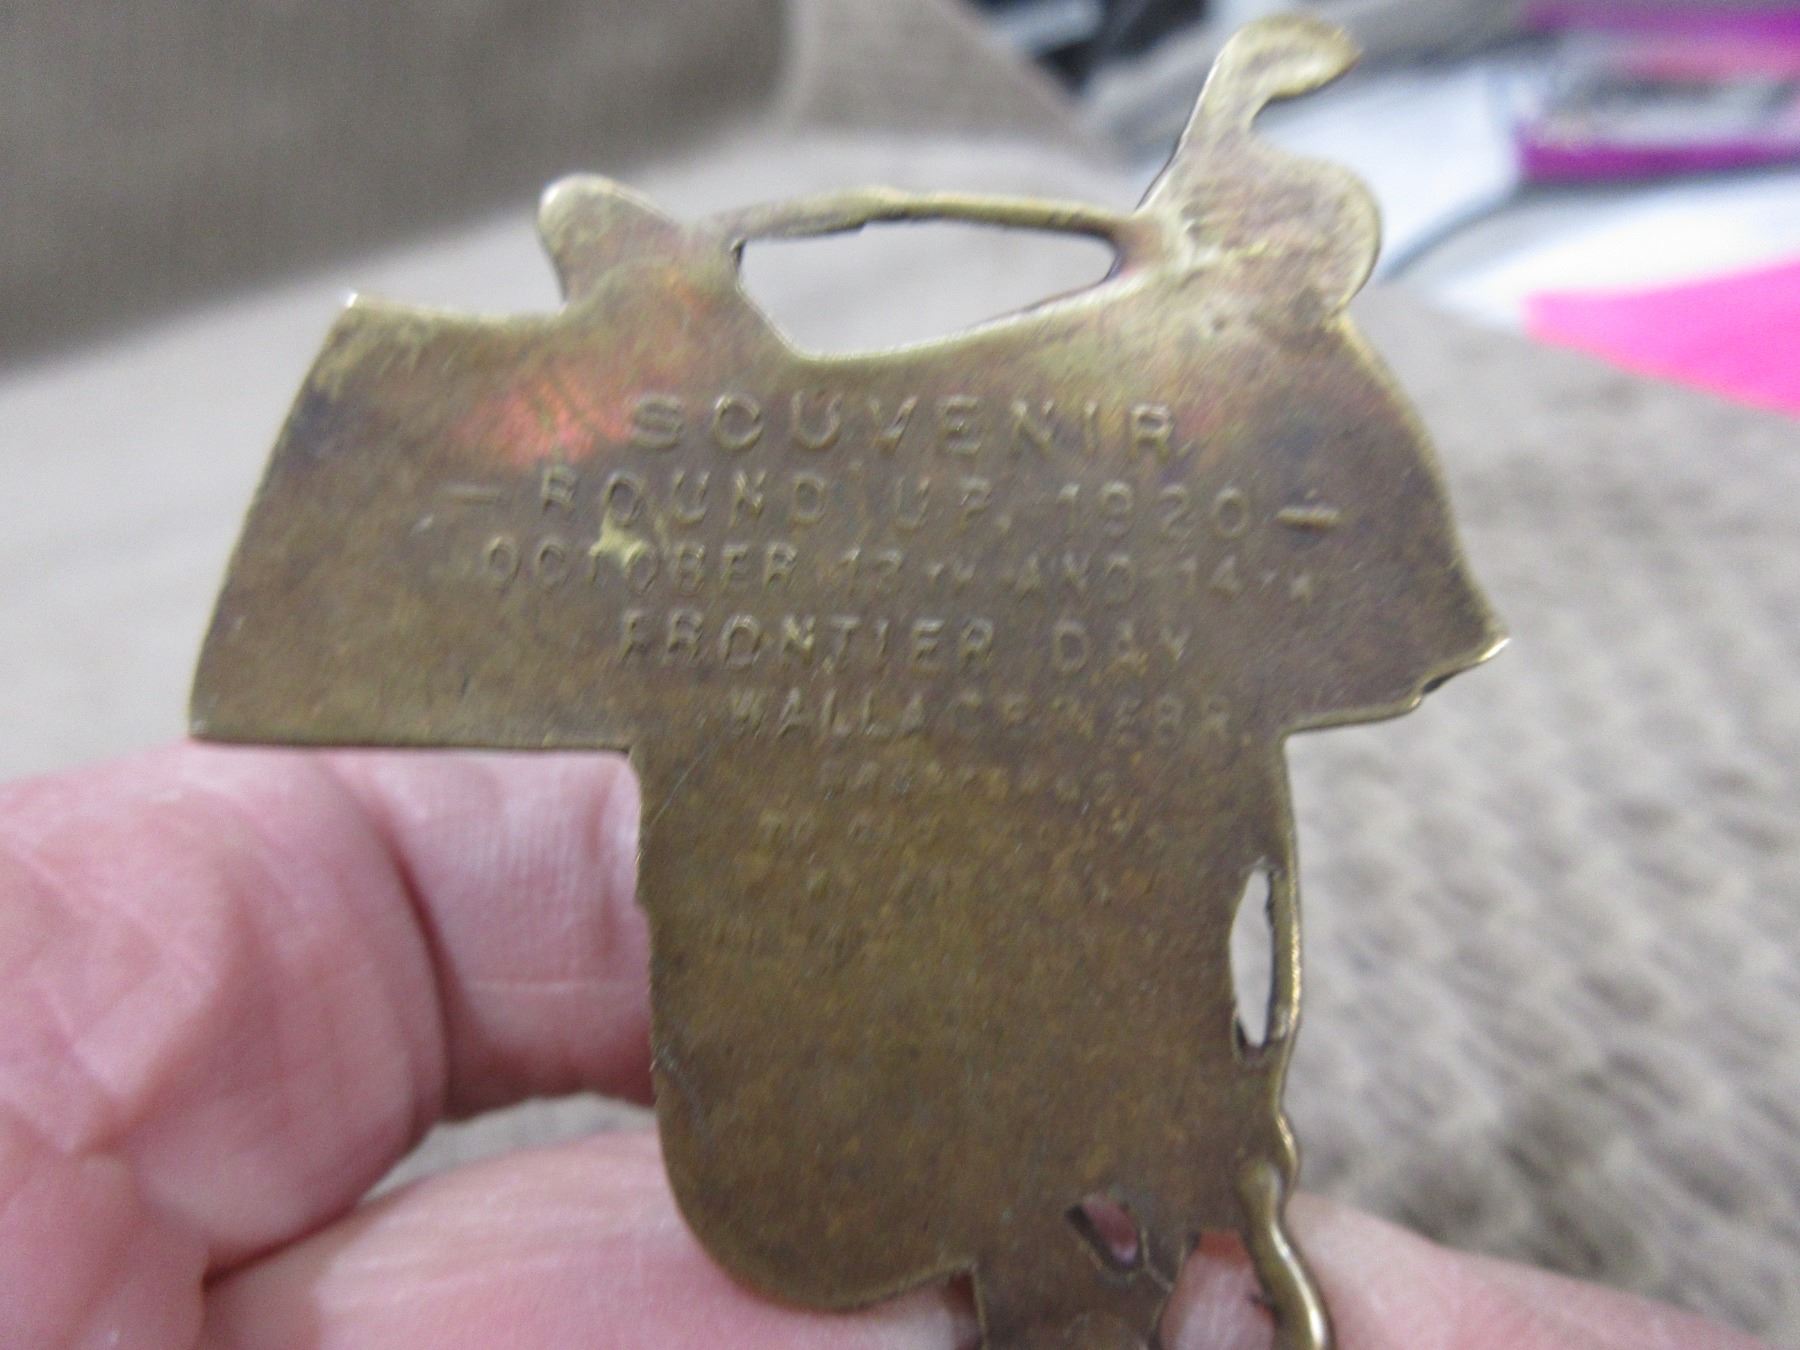 SOUVENIR
— ROUND UP, 1920 —
OCTOBER 13TH AND 14TH
FRONTIER DAY
WALLACE NEBR.